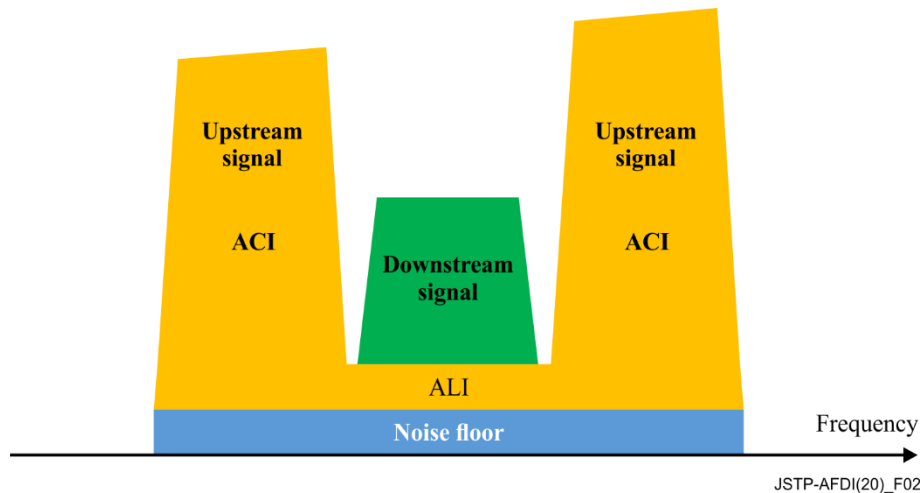 Upstream
signal
ACI
Downstream
signal
Upstream
signal
ACI
ALI
Noise floor
Frequency
JSTP-AFDI(20)_F02